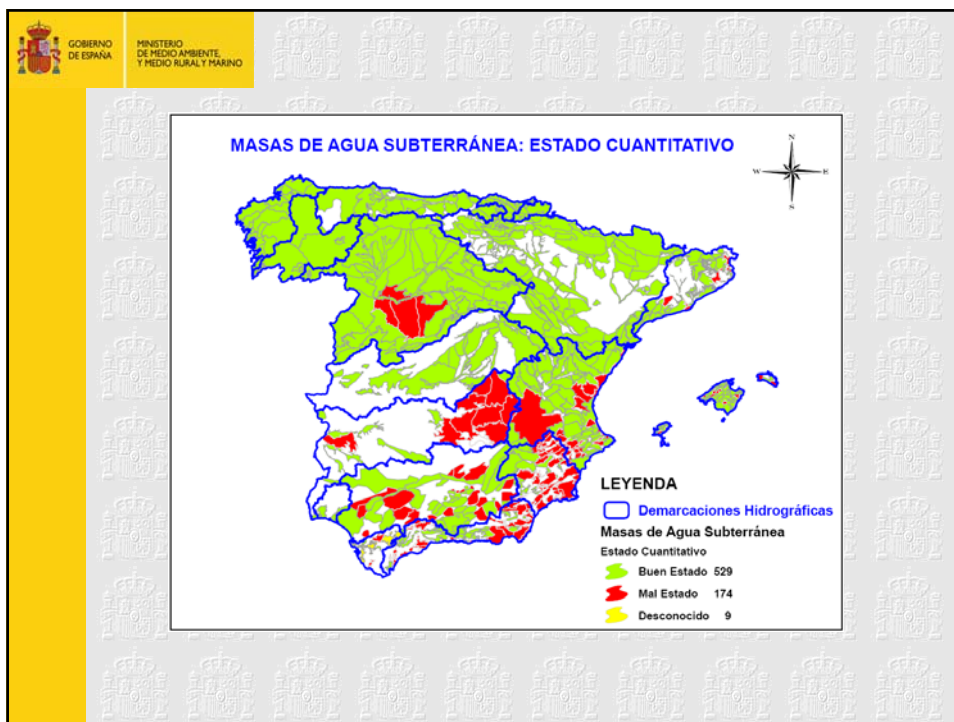 GOBIERNO
DE ESPAÑA
MINISTERIO
DE MEDIO AMBIENTE,
Y MEDIO RURAL Y MARINO
MASAS DE AGUA SUBTERRÁNEA: ESTADO CUANTITATIVO
N
W
E
S
LEYENDA
Demarcaciones Hidrográficas
Masas de Agua Subterránea
Estado Cuantitativo
Buen Estado 529
Mal Estado 174
Desconocido 9